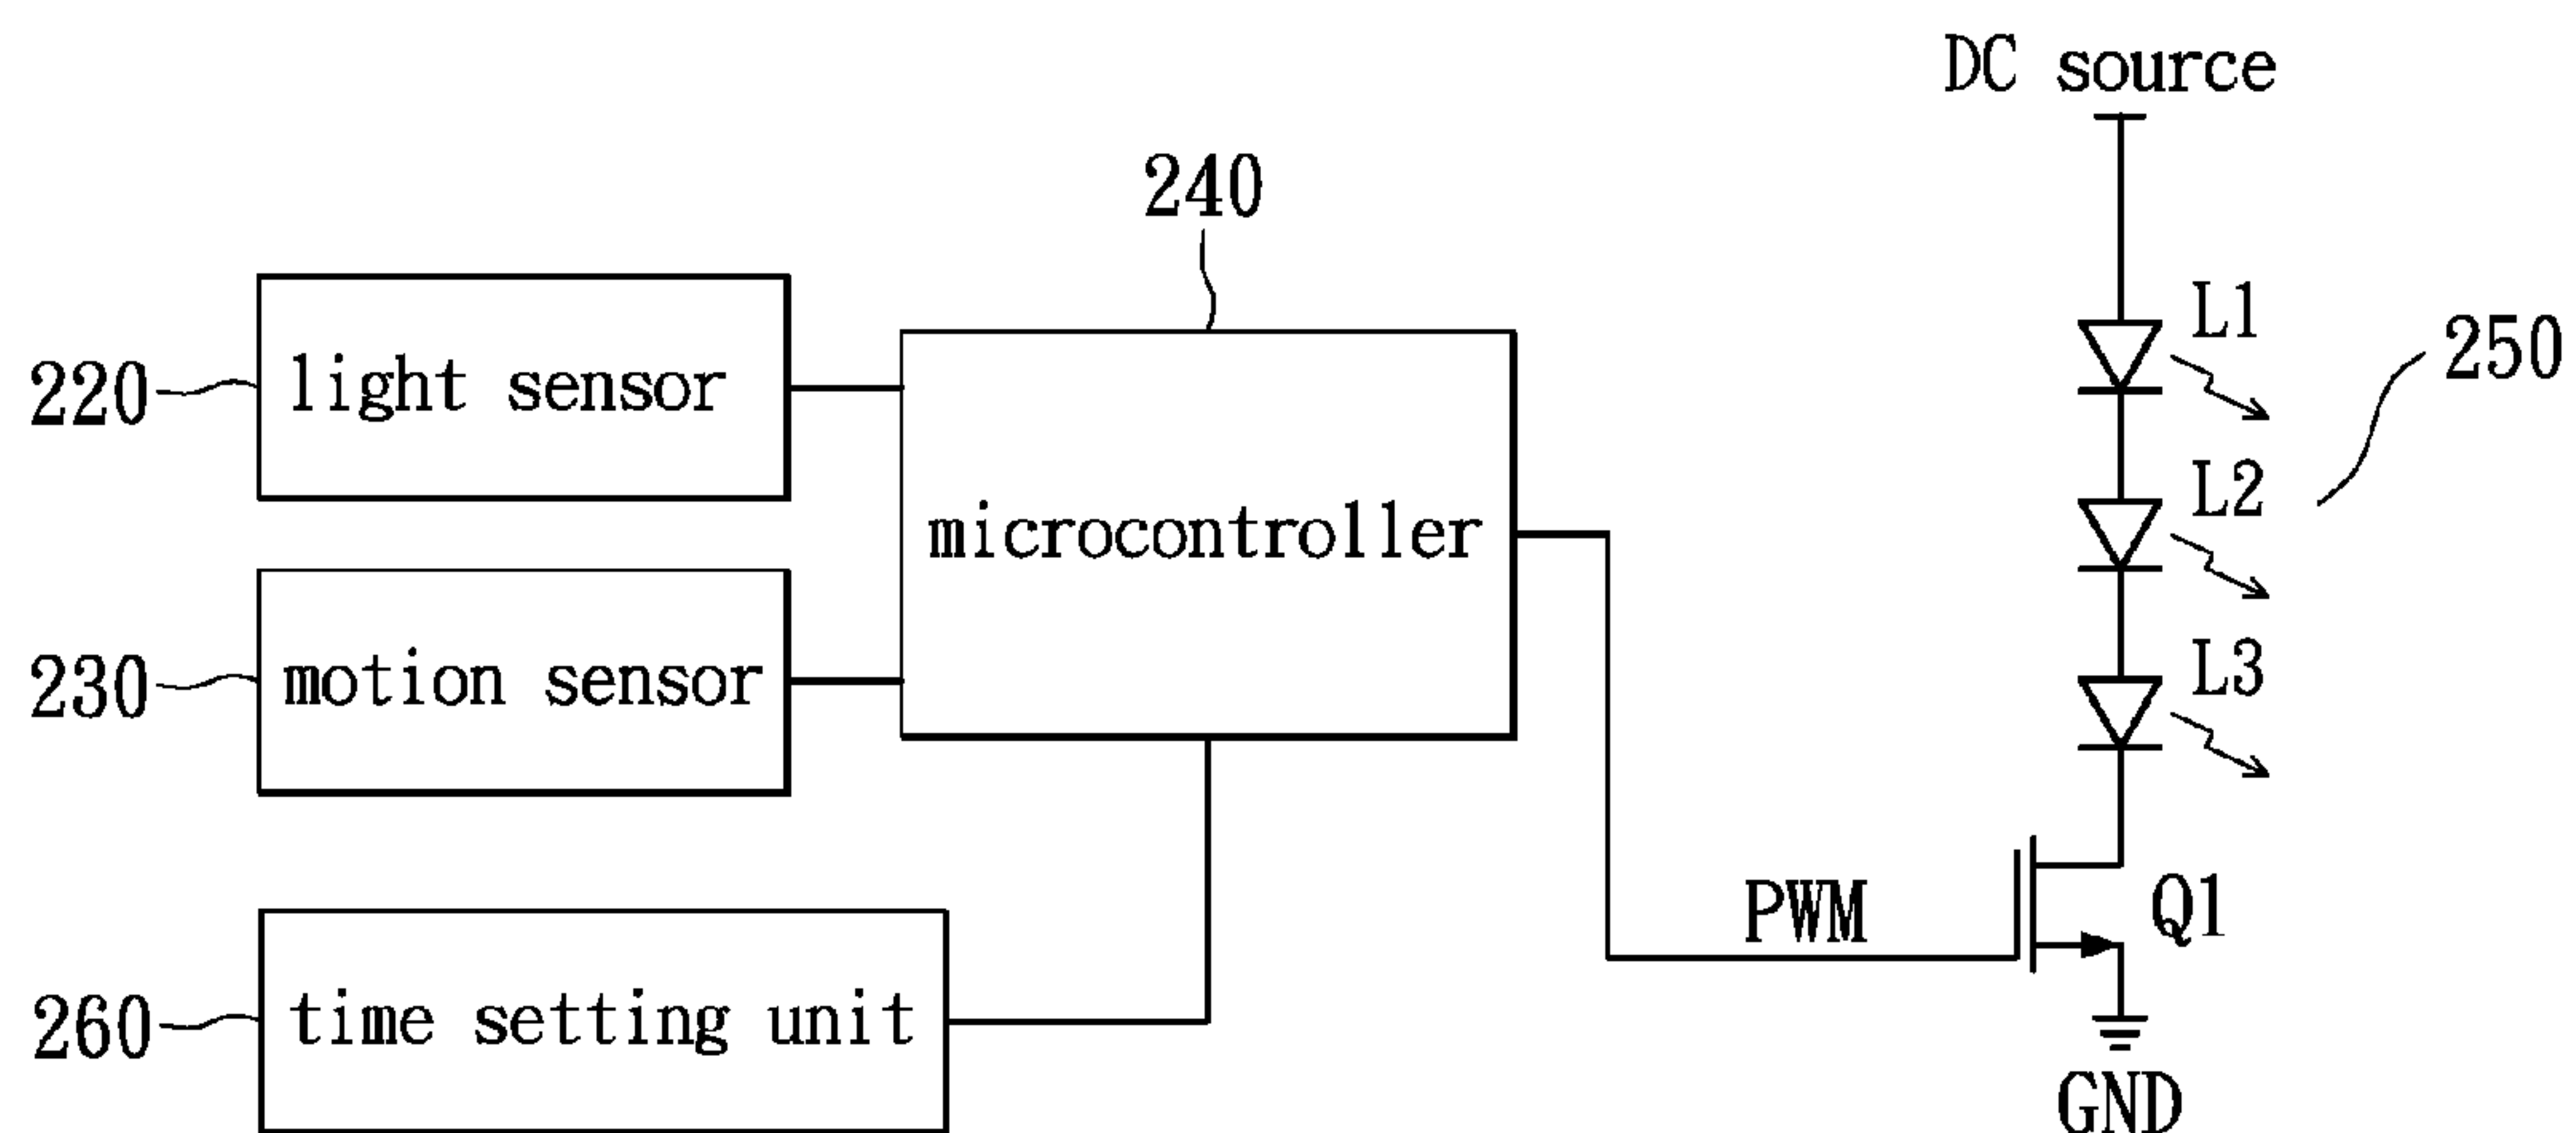 DC source
240
L1
250
220
light sensor
L2
microcontroller
L3
230
motion sensor
PWM
Q1
260
time setting unit
GND